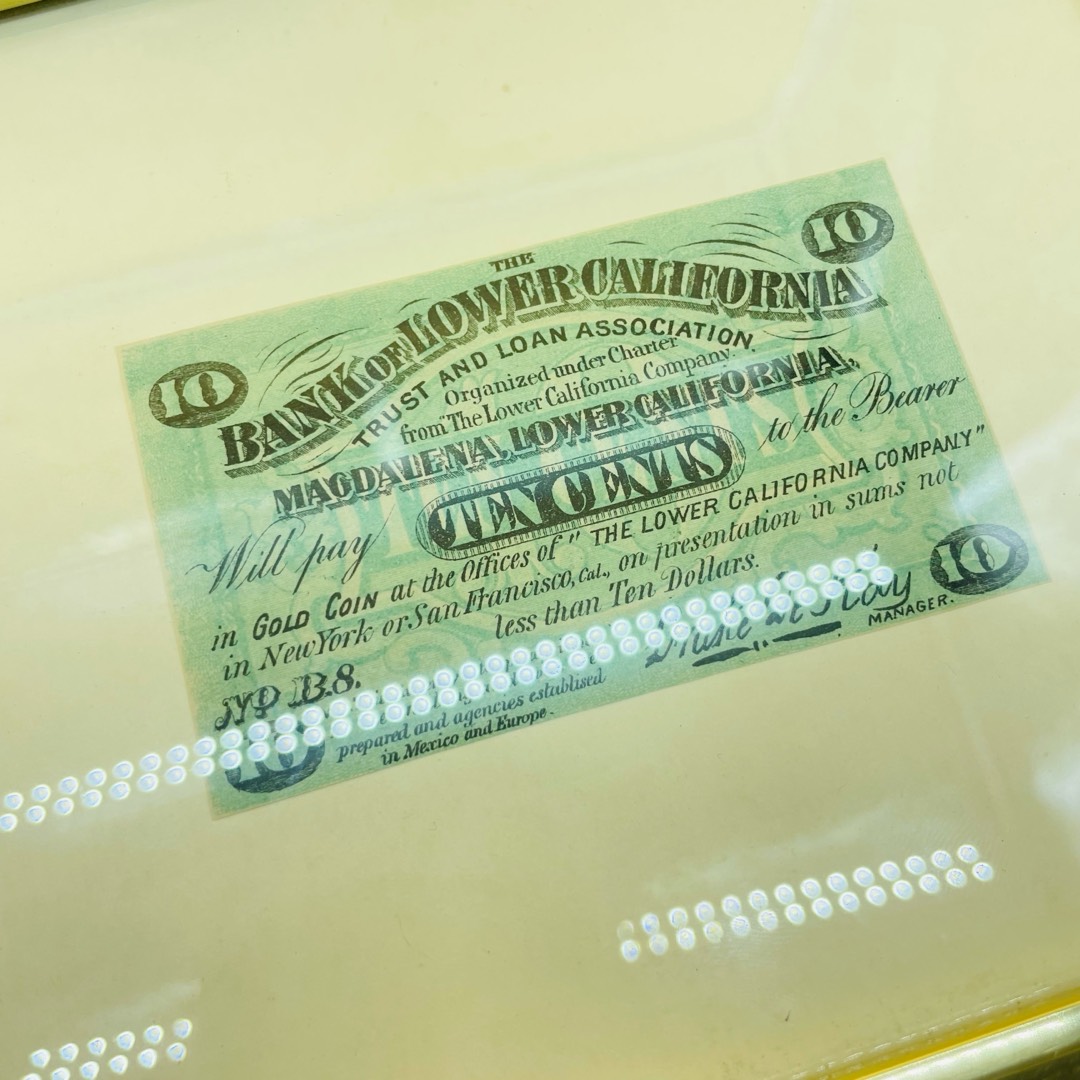 10
THE
BANK OF LOWER CALIFORNIA
10
TRUST AND LOAN ASSOCIATION.
Organized under Charter
from "The Lower California Company.
MAGDALENA, LOWER CALIFORNIA,
Will pay TEN CENTS to the Bearer
in GOLD COIN at the Offices of "THE LOWER CALIFORNIA COMPANY"
in New York or San Francisco, Cal., on presentation in sums not
less than Ten Dollars.
10
MANAGER.
No B.8.
10
prepared and agencies establised
in Mexico and Europe.